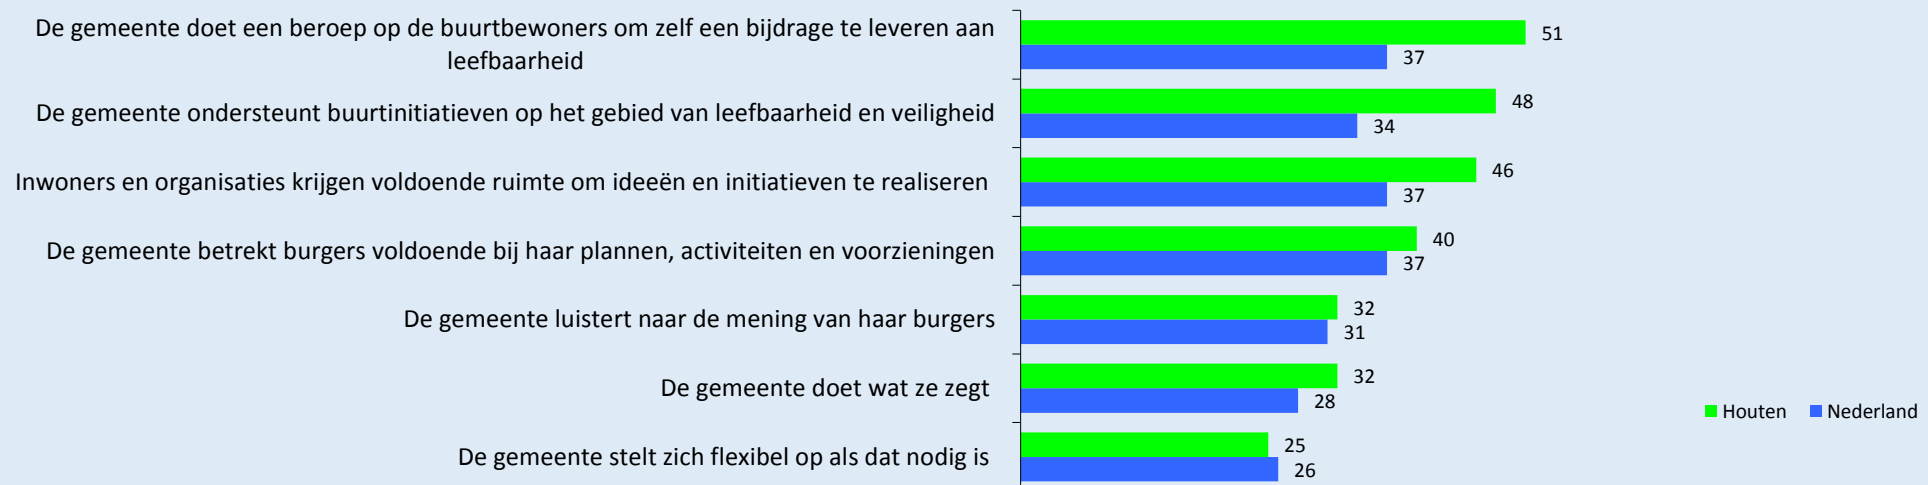 De gemeente doet een beroep op de buurtbewoners om zelf een bijdrage te leveren aan
leefbaarheid
51
37
De gemeente ondersteunt buurtinitiatieven op het gebied van leefbaarheid en veiligheid
48
34
Inwoners en organisaties krijgen voldoende ruimte om ideeën en initiatieven te realiseren
46
37
De gemeente betrekt burgers voldoende bij haar plannen, activiteiten en voorzieningen
40
37
De gemeente luistert naar de mening van haar burgers
32
31
De gemeente doet wat ze zegt
32
28
Houten Nederland
De gemeente stelt zich flexibel op als dat nodig is
25
26